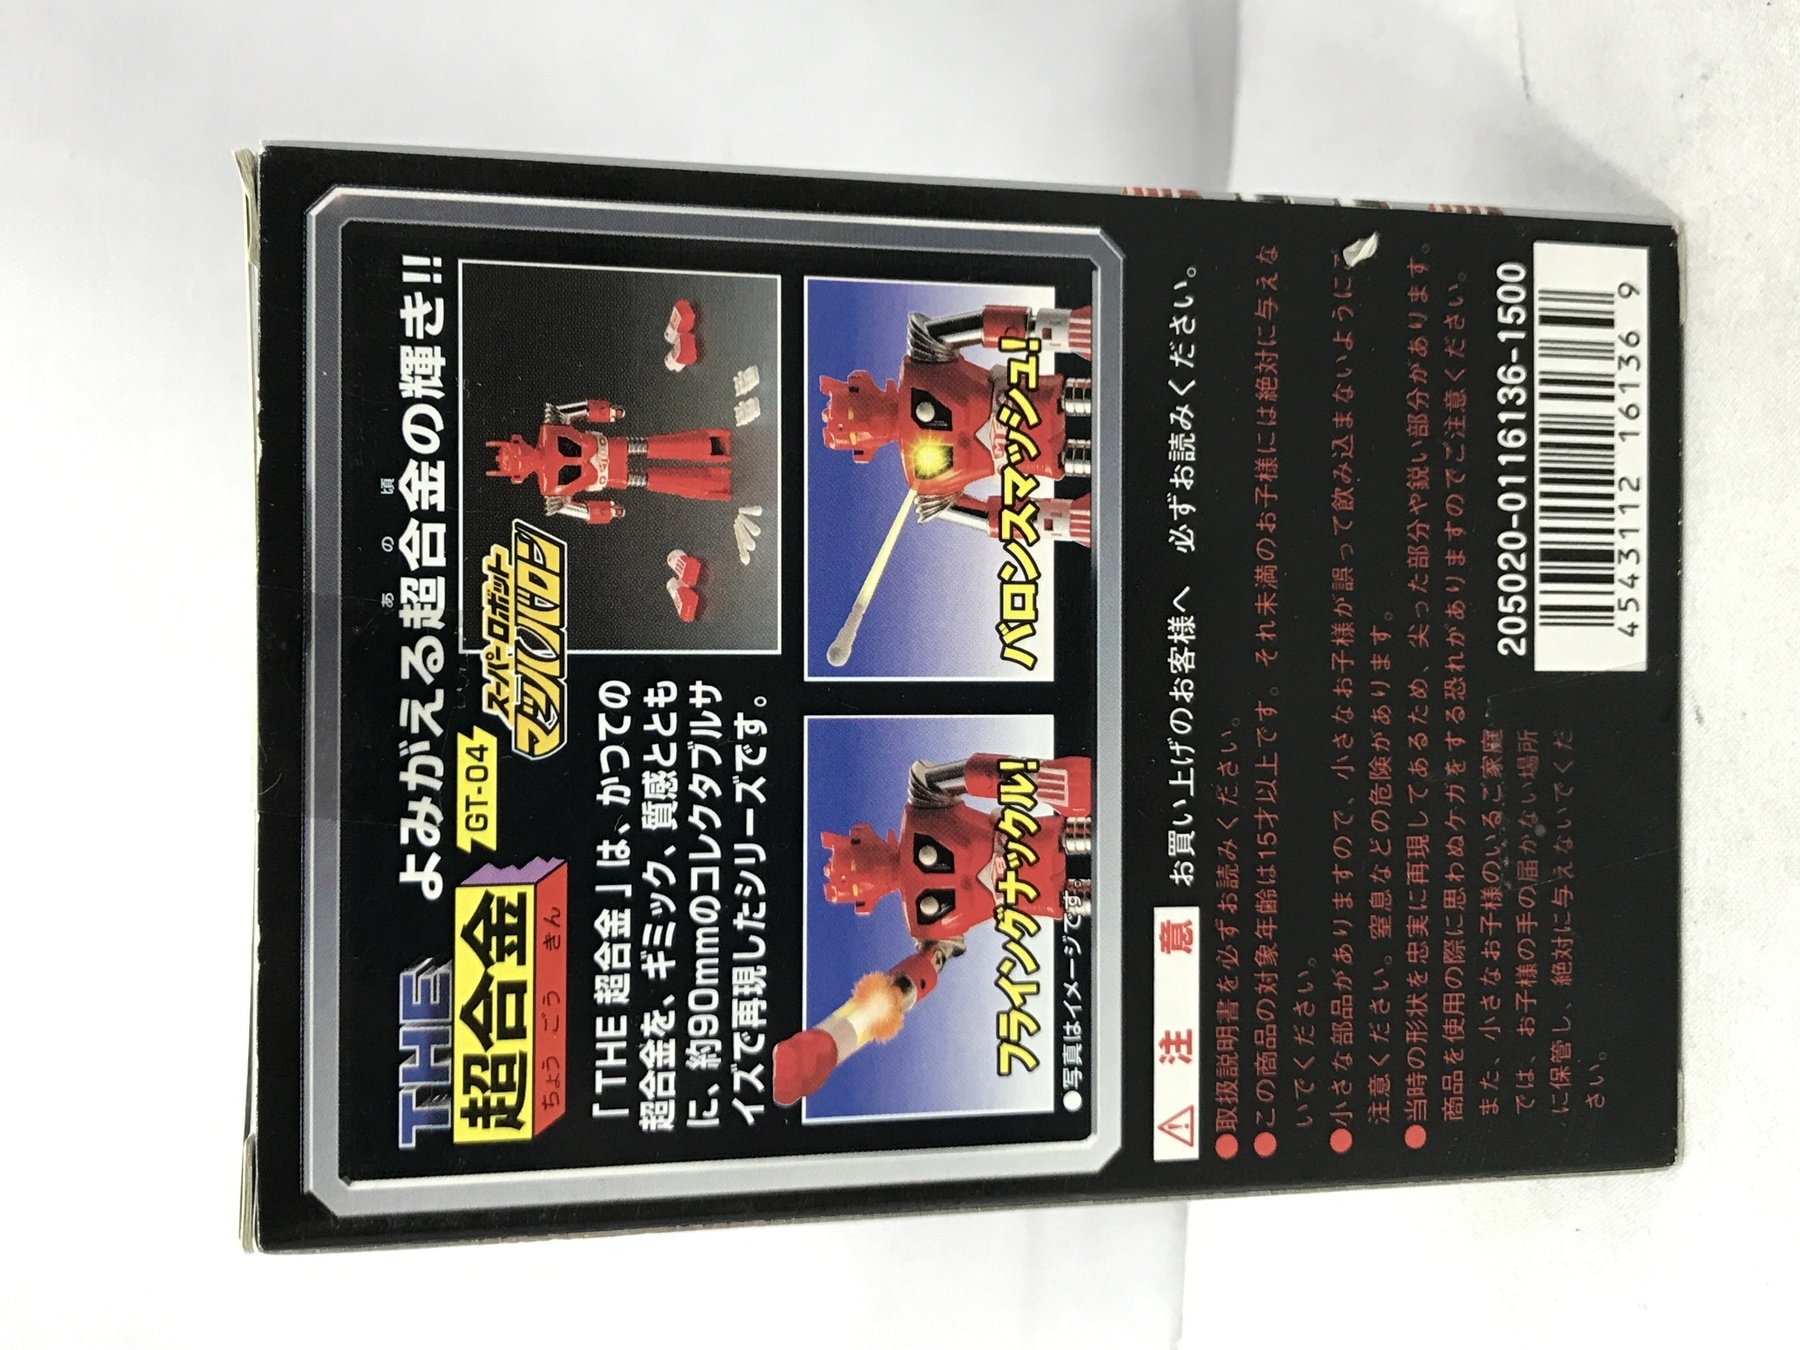 よみがえる超合金の輝き!!
あの頃
THE
超合金
ちょうごうきん
GT-04
スーパーロボット
マッハバロン
「THE 超合金」は、かつての
超合金を、ギミック、質感ととも
に、約90mmのコレクタブルサ
イズで再現したシリーズです。
フライングナックル!
バロンスマッシュ!
●写真はイメージです。
⚠注 意
お買い上げのお客様へ 必ずお読みください。
●取扱説明書を必ずお読みください。
●この商品の対象年齢は15才以上です。それ未満のお子様には絶対に与えな
いでください。
●小さな部品がありますので、小さなお子様が誤って飲み込まないようにご
注意ください。窒息などの危険があります。
●当時の形状を忠実に再現してあるため、尖った部分や鋭い部分があります。
商品を使用の際に思わぬケガをする恐れがありますのでご注意ください。
また、小さなお子様のいるご家庭
では、お子様の手の届かない場所
に保管し、絶対に与えないでくだ
さい。
205020-0116136-1500
4543112 161369